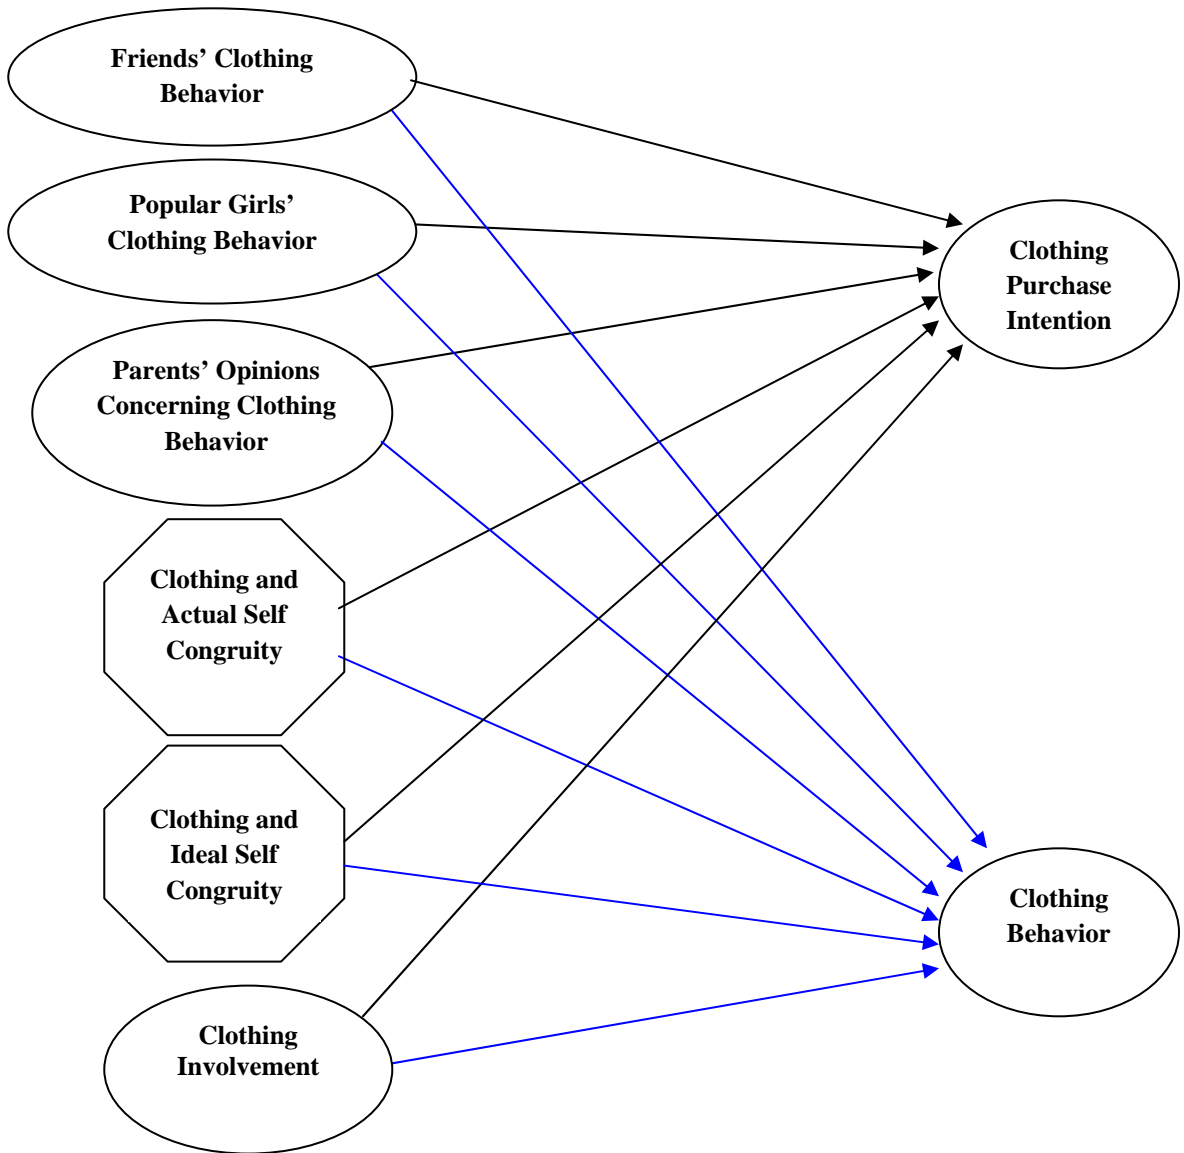 Friends’ Clothing
Behavior
Popular Girls’
Clothing Behavior
Parents’ Opinions
Concerning Clothing
Behavior
Clothing and
Actual Self
Congruity
Clothing and
Ideal Self
Congruity
Clothing
Involvement
Clothing
Purchase
Intention
Clothing
Behavior